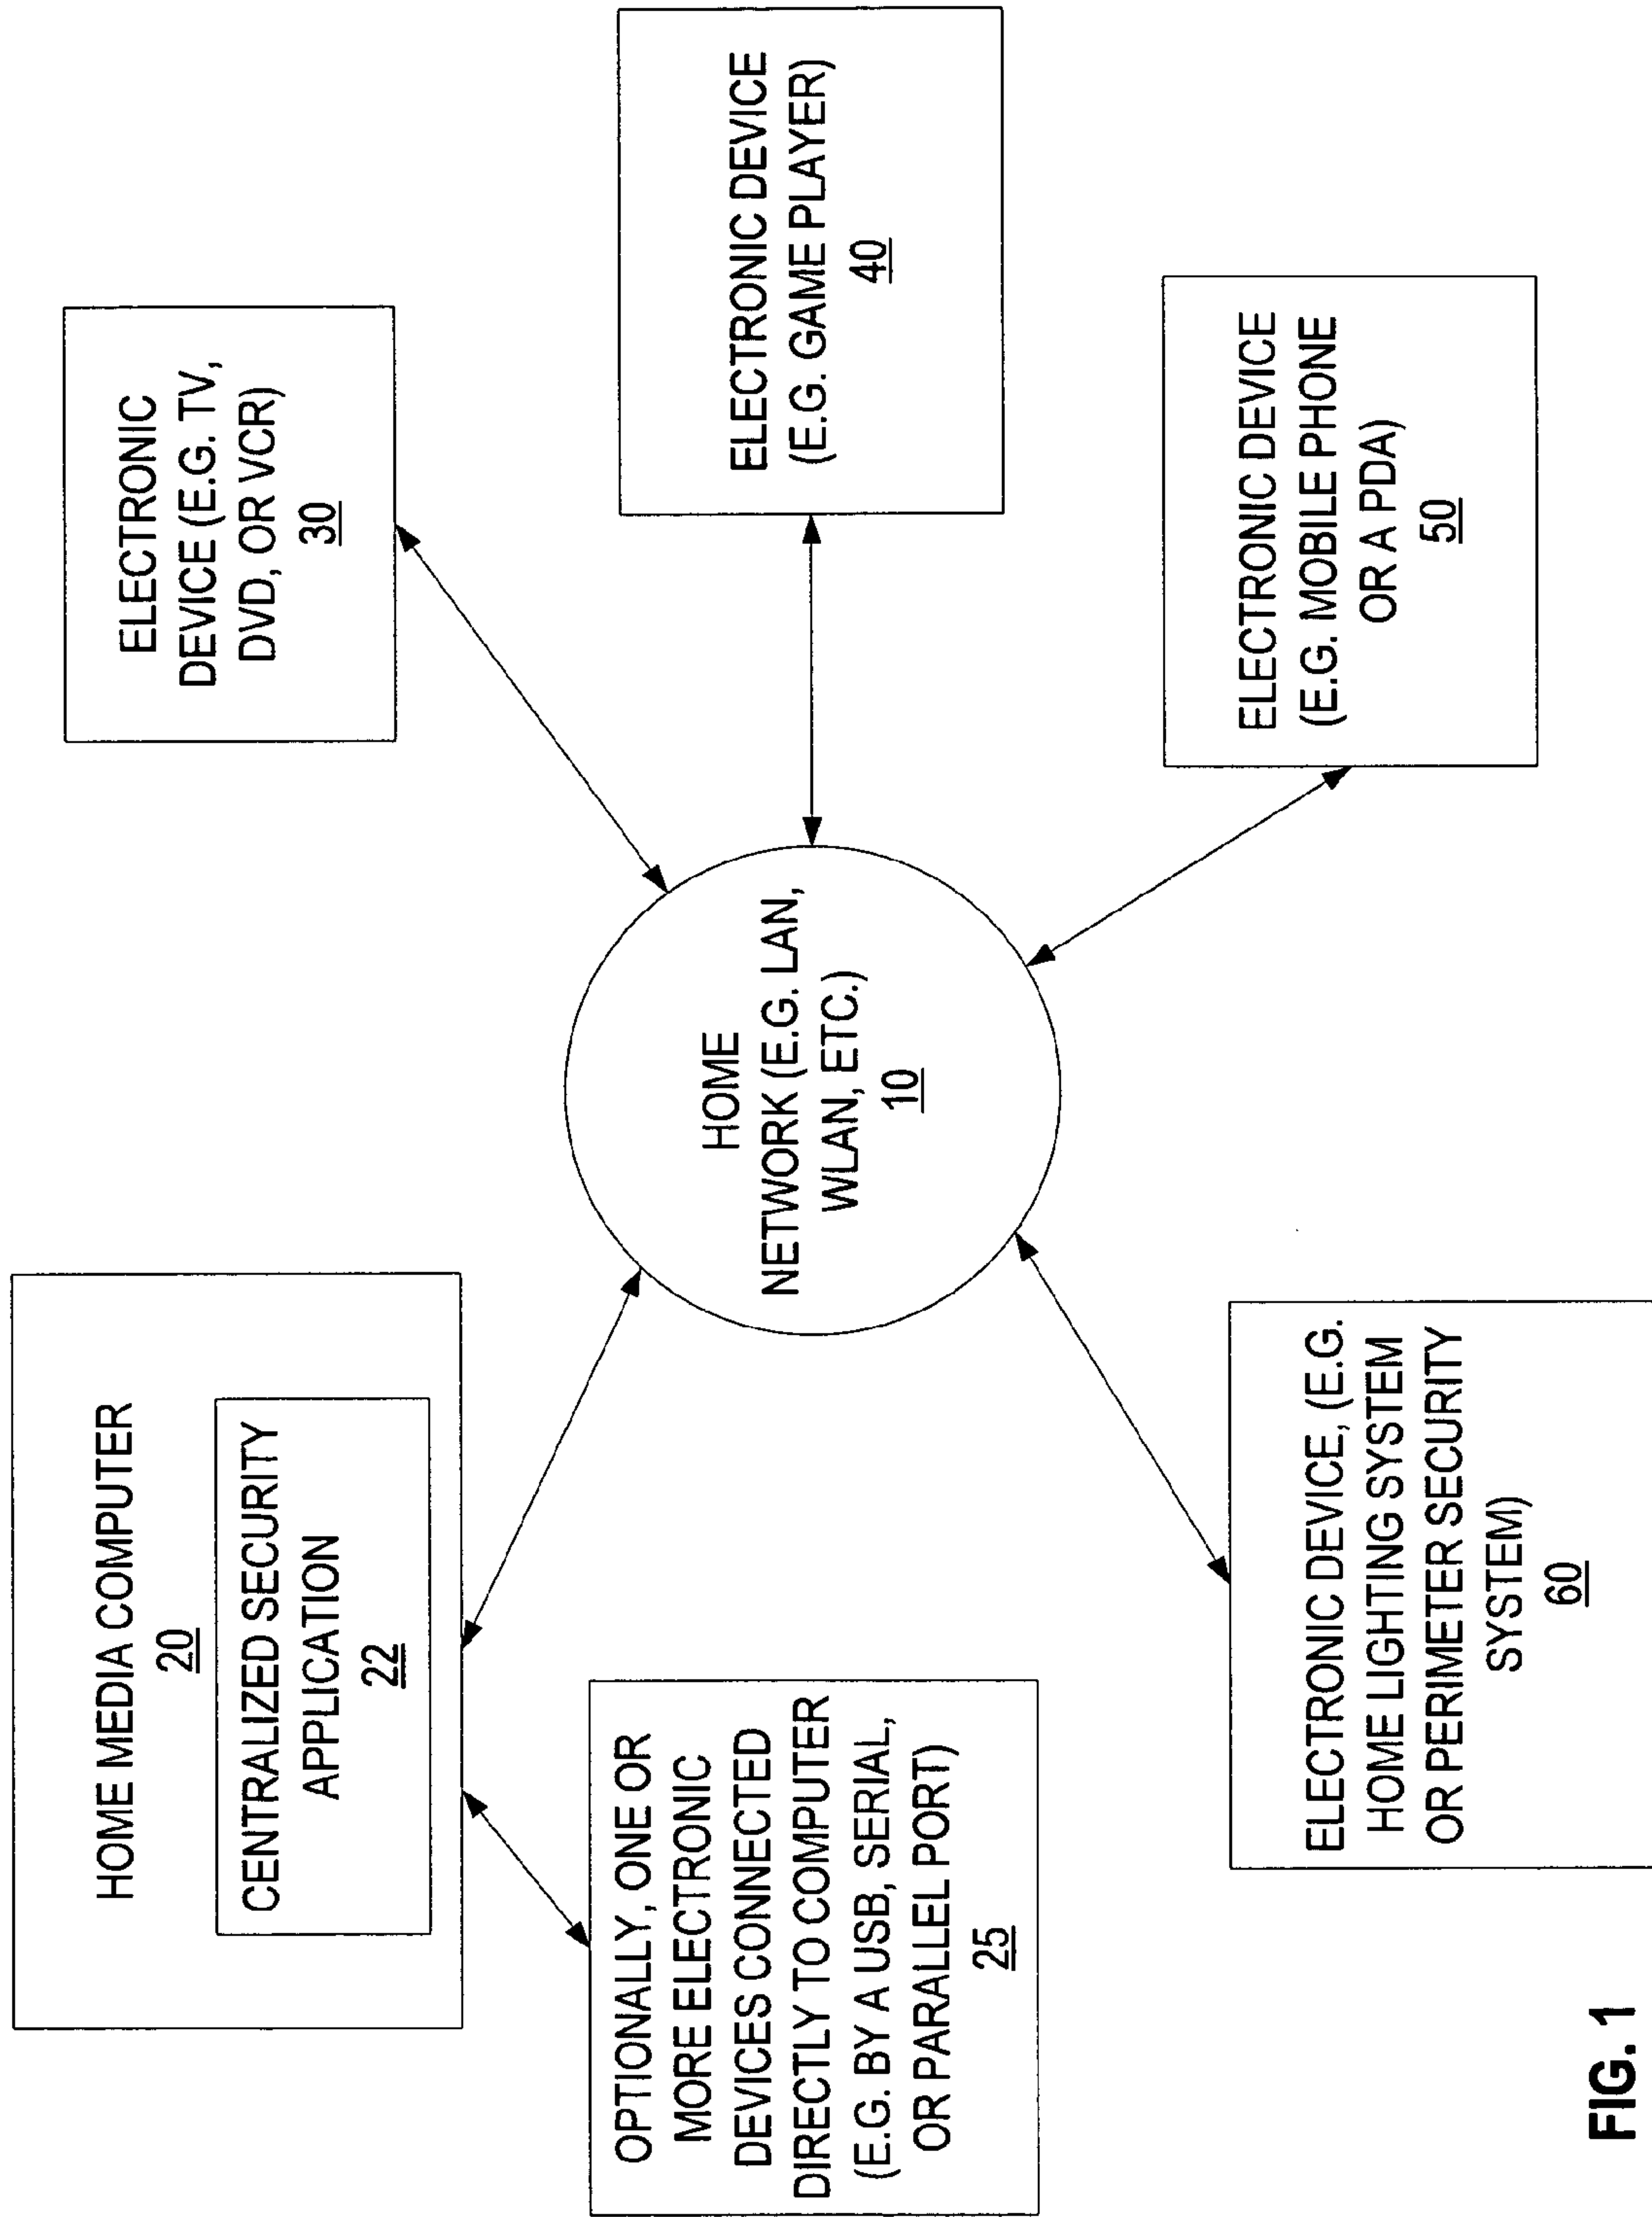 HOME MEDIA COMPUTER
20
CENTRALIZED SECURITY
APPLICATION
22
ELECTRONIC
DEVICE (E.G. TV,
DVD, OR VCR)
30
OPTIONALLY, ONE OR
MORE ELECTRONIC
DEVICES CONNECTED
DIRECTLY TO COMPUTER
(E.G. BY A USB, SERIAL,
OR PARALLEL PORT)
25
HOME
NETWORK (E.G. LAN,
WLAN, ETC.)
10
ELECTRONIC DEVICE
(E.G. GAME PLAYER)
40
ELECTRONIC DEVICE, (E.G.
HOME LIGHTING SYSTEM
OR PERIMETER SECURITY
SYSTEM)
60
ELECTRONIC DEVICE
(E.G. MOBILE PHONE
OR A PDA)
50
FIG. 1